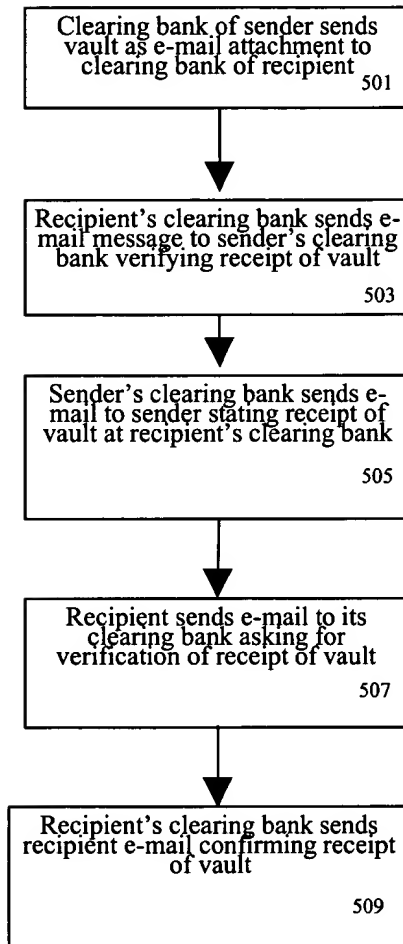 Clearing bank of sender sends
vault as e-mail attachment to
clearing bank of recipient
501
Recipient's clearing bank sends e-
mail message to sender's clearing
bank verifying receipt of vault
503
Sender's clearing bank sends e-
mail to sender stating receipt of
vault at recipient's clearing bank
505
Recipient sends e-mail to its
clearing bank asking for
verification of receipt of vault
507
Recipient's clearing bank sends
recipient e-mail confirming receipt
of vault
509